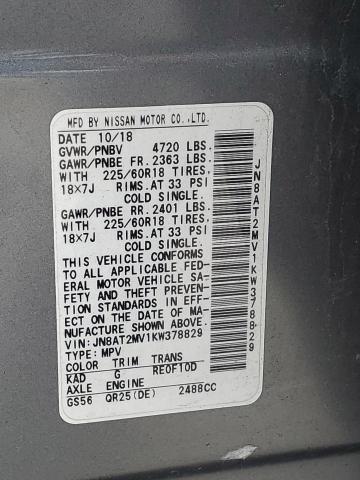 MFD BY NISSAN MOTOR CO.,LTD.
DATE 10/18
GVWR/PNBV 4720 LBS.
GAWR/PNBE FR. 2363 LBS.
WITH 225/60R18 TIRES,
18×7J RIMS, AT 33 PSI
COLD SINGLE.
GAWR/PNBE RR. 2401 LBS.
WITH 225/60R18 TIRES,
18×7J RIMS, AT 33 PSI
COLD SINGLE.
THIS VEHICLE CONFORMS
TO ALL APPLICABLE FED-
ERAL MOTOR VEHICLE SA-
FETY AND THEFT PREVEN-
TION STANDARDS IN EFF-
ECT ON THE DATE OF MA-
NUFACTURE SHOWN ABOVE.
VIN: JN8AT2MV1KW378829
TYPE: MPV
COLOR TRIM TRANS
KAD G RE0F10D
AXLE ENGINE
GS56 QR25(DE) 2488CC
JN8AT2MV1KW378829